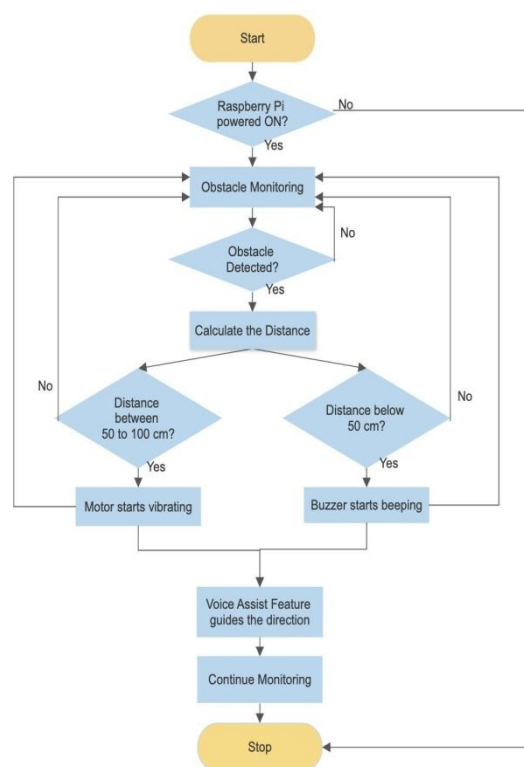 Start
Raspberry Pi
powered ON?
No
Yes
Obstacle Monitoring
No
Obstacle
Detected?
Yes
Calculate the Distance
No
Distance
between
50 to 100 cm?
Yes
Distance below
50 cm?
No
Yes
Motor starts vibrating
Buzzer starts beeping
Voice Assist Feature
guides the direction
Continue Monitoring
Stop